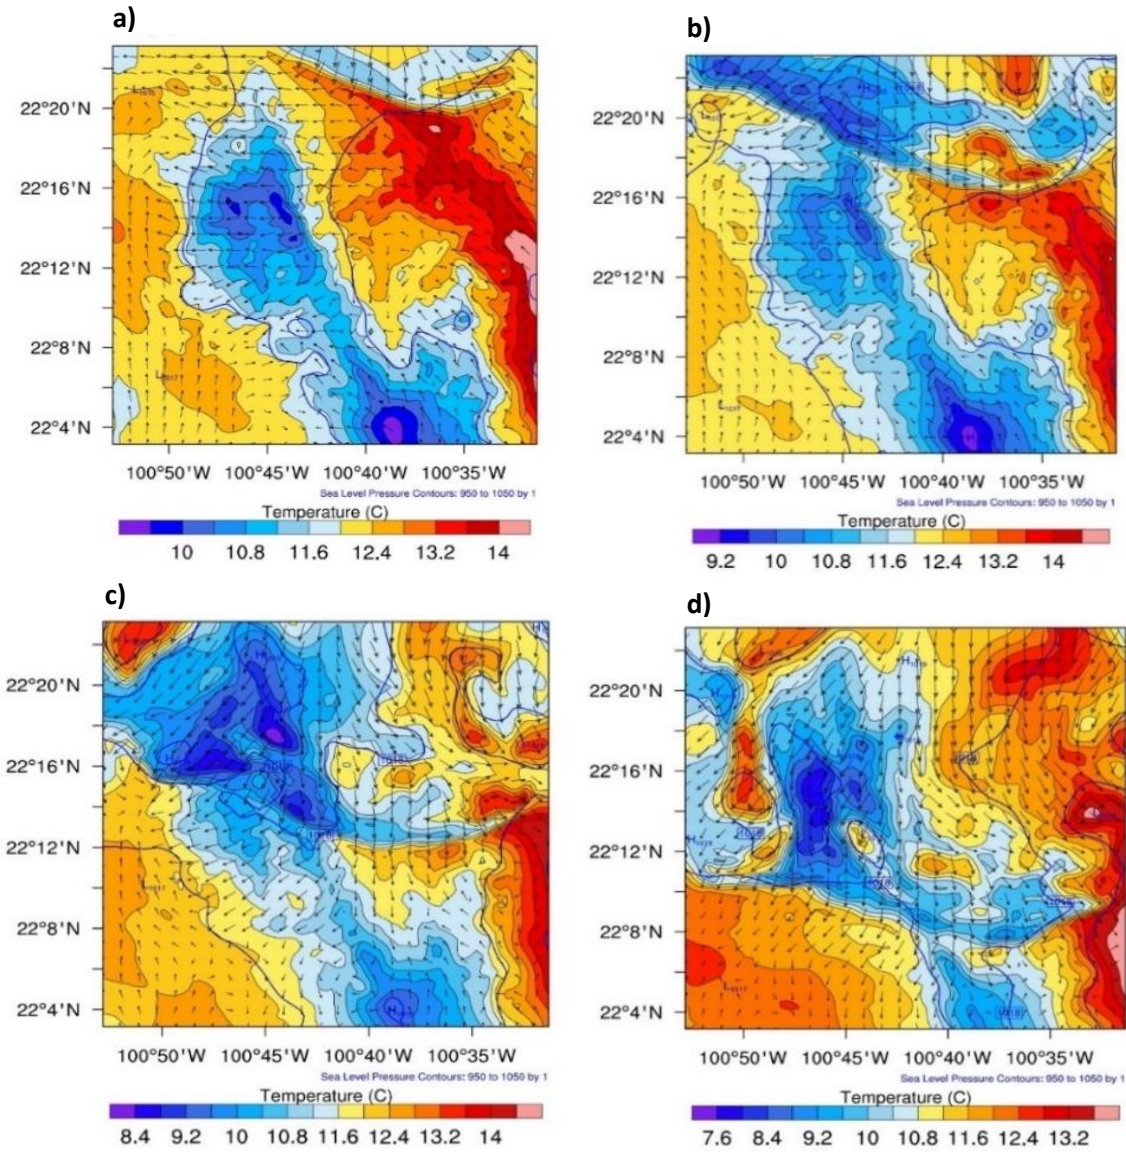 a)
22°20'N
22°16'N
22°12'N
22°8'N
22°4'N
100°50'W 100°45'W 100°40'W 100°35'W
Sea Level Pressure Contours: 950 to 1050 by 1
Temperature (C)
10 10.8 11.6 12.4 13.2 14
b)
22°20'N
22°16'N
22°12'N
22°8'N
22°4'N
100°50'W 100°45'W 100°40'W 100°35'W
Sea Level Pressure Contours: 950 to 1050 by 1
Temperature (C)
9.2 10 10.8 11.6 12.4 13.2 14
c)
22°20'N
22°16'N
22°12'N
22°8'N
22°4'N
100°50'W 100°45'W 100°40'W 100°35'W
Sea Level Pressure Contours: 950 to 1050 by 1
Temperature (C)
8.4 9.2 10 10.8 11.6 12.4 13.2 14
d)
22°20'N
22°16'N
22°12'N
22°8'N
22°4'N
100°50'W 100°45'W 100°40'W 100°35'W
Sea Level Pressure Contours: 950 to 1050 by 1
Temperature (C)
7.6 8.4 9.2 10 10.8 11.6 12.4 13.2